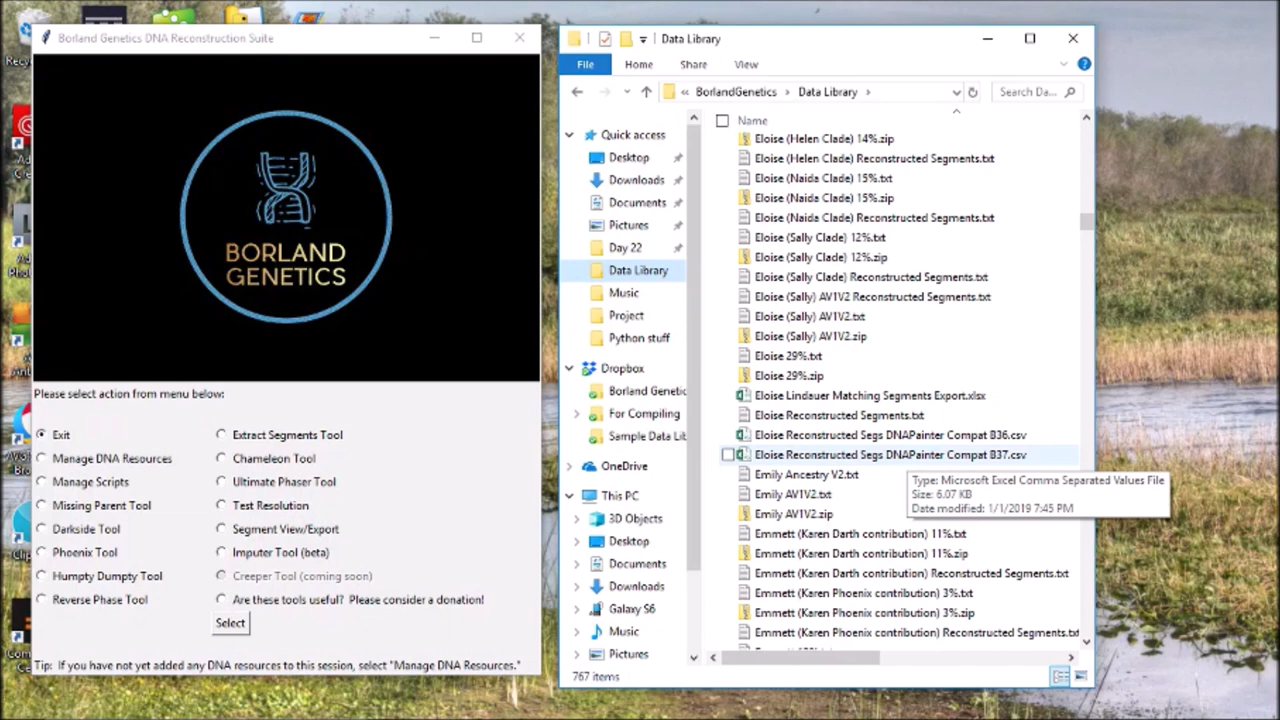 Borland Genetics DNA Reconstruction Suite
BORLAND
GENETICS
Please select action from menu below:
Exit
Manage DNA Resources
Manage Scripts
Missing Parent Tool
Darkside Tool
Phoenix Tool
Humpty Dumpty Tool
Reverse Phase Tool
Extract Segments Tool
Chameleon Tool
Ultimate Phaser Tool
Test Resolution
Segment View/Export
Imputer Tool (beta)
Creeper Tool (coming soon)
Are these tools useful? Please consider a donation!
Select
Tip: If you have not yet added any DNA resources to this session, select "Manage DNA Resources."
Data Library
File Home Share View
« BorlandGenetics › Data Library ›
Search Da...
Quick access
Desktop
Downloads
Documents
Pictures
Day 22
Data Library
Music
Project
Python stuff
Dropbox
Borland Genetic
For Compiling
Sample Data Lib
OneDrive
This PC
3D Objects
Desktop
Documents
Downloads
Galaxy S6
Music
Pictures
Name
Eloise (Helen Clade) 14%.zip
Eloise (Helen Clade) Reconstructed Segments.txt
Eloise (Naida Clade) 15%.txt
Eloise (Naida Clade) 15%.zip
Eloise (Naida Clade) Reconstructed Segments.txt
Eloise (Sally Clade) 12%.txt
Eloise (Sally Clade) 12%.zip
Eloise (Sally Clade) Reconstructed Segments.txt
Eloise (Sally) AV1V2 Reconstructed Segments.txt
Eloise (Sally) AV1V2.txt
Eloise (Sally) AV1V2.zip
Eloise 29%.txt
Eloise 29%.zip
Eloise Lindauer Matching Segments Export.xlsx
Eloise Reconstructed Segments.txt
Eloise Reconstructed Segs DNAPainter Compat B36.csv
Eloise Reconstructed Segs DNAPainter Compat B37.csv
Emily Ancestry V2.txt
Emily AV1V2.txt
Emily AV1V2.zip
Emmett (Karen Darth contribution) 11%.txt
Emmett (Karen Darth contribution) 11%.zip
Emmett (Karen Darth contribution) Reconstructed Segments.txt
Emmett (Karen Phoenix contribution) 3%.txt
Emmett (Karen Phoenix contribution) 3%.zip
Emmett (Karen Phoenix contribution) Reconstructed Segments.txt
Type: Microsoft Excel Comma Separated Values File
Size: 6.07 KB
Date modified: 1/1/2019 7:45 PM
767 items